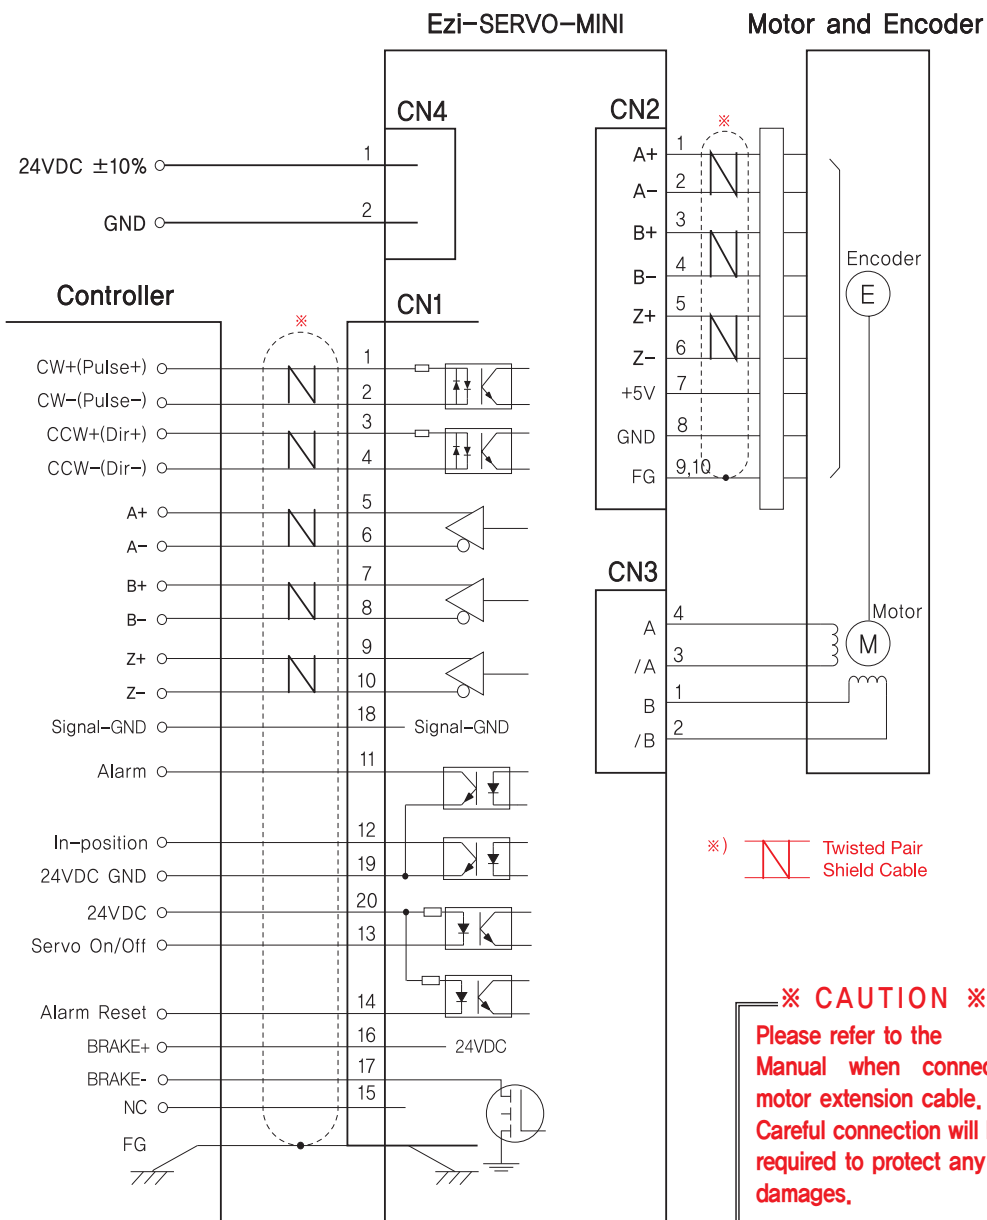 Ezi-SERVO-MINI
Motor and Encoder
CN4
24VDC ±10%
1
GND
2
CN2
※
A+ 1
A- 2
B+ 3
B- 4
Z+ 5
Z- 6
+5V 7
GND 8
FG 9,10
Encoder
E
Motor
M
CN3
A 4
/A 3
B 1
/B 2
Controller
CN1
※
CW+(Pulse+) 1
CW-(Pulse-) 2
CCW+(Dir+) 3
CCW-(Dir-) 4
A+ 5
A- 6
B+ 7
B- 8
Z+ 9
Z- 10
Signal-GND 18 Signal-GND
Alarm 11
In-position 12
24VDC GND 19
24VDC 20
Servo On/Off 13
Alarm Reset 14
BRAKE+ 16 24VDC
BRAKE- 17
NC 15
FG
※) Twisted Pair
Shield Cable
※ CAUTION ※
Please refer to the
Manual when connec
motor extension cable.
Careful connection will
required to protect any
damages.